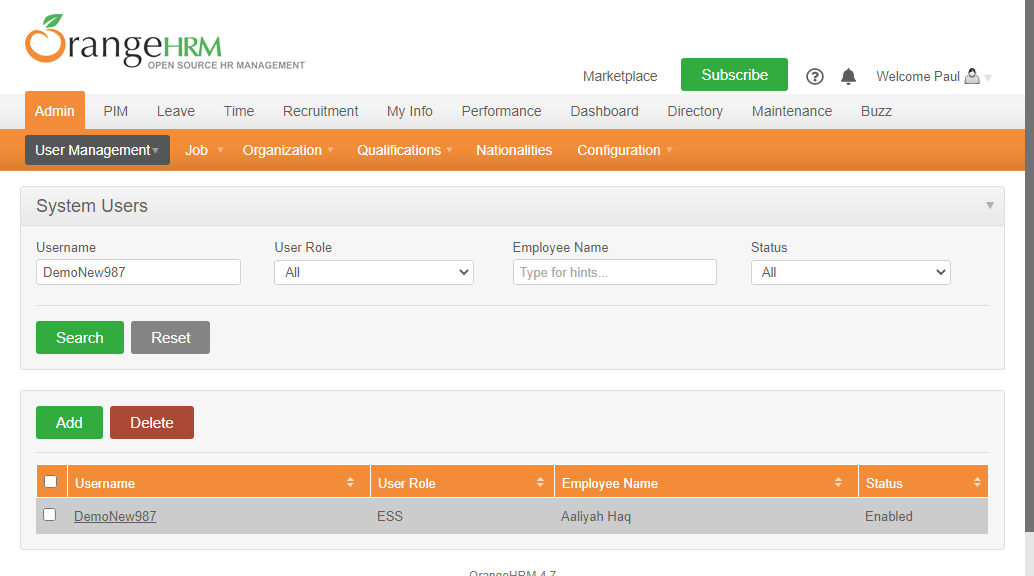 OrangeHRM
OPEN SOURCE HR MANAGEMENT
Marketplace Subscribe ? Welcome Paul
Admin PIM Leave Time Recruitment My Info Performance Dashboard Directory Maintenance Buzz
User Management Job Organization Qualifications Nationalities Configuration
System Users
Username User Role Employee Name Status
DemoNew987 All Type for hints... All
Search Reset
Add Delete
Username User Role Employee Name Status
DemoNew987 ESS Aaliyah Haq Enabled
OrangeHRM 4.7